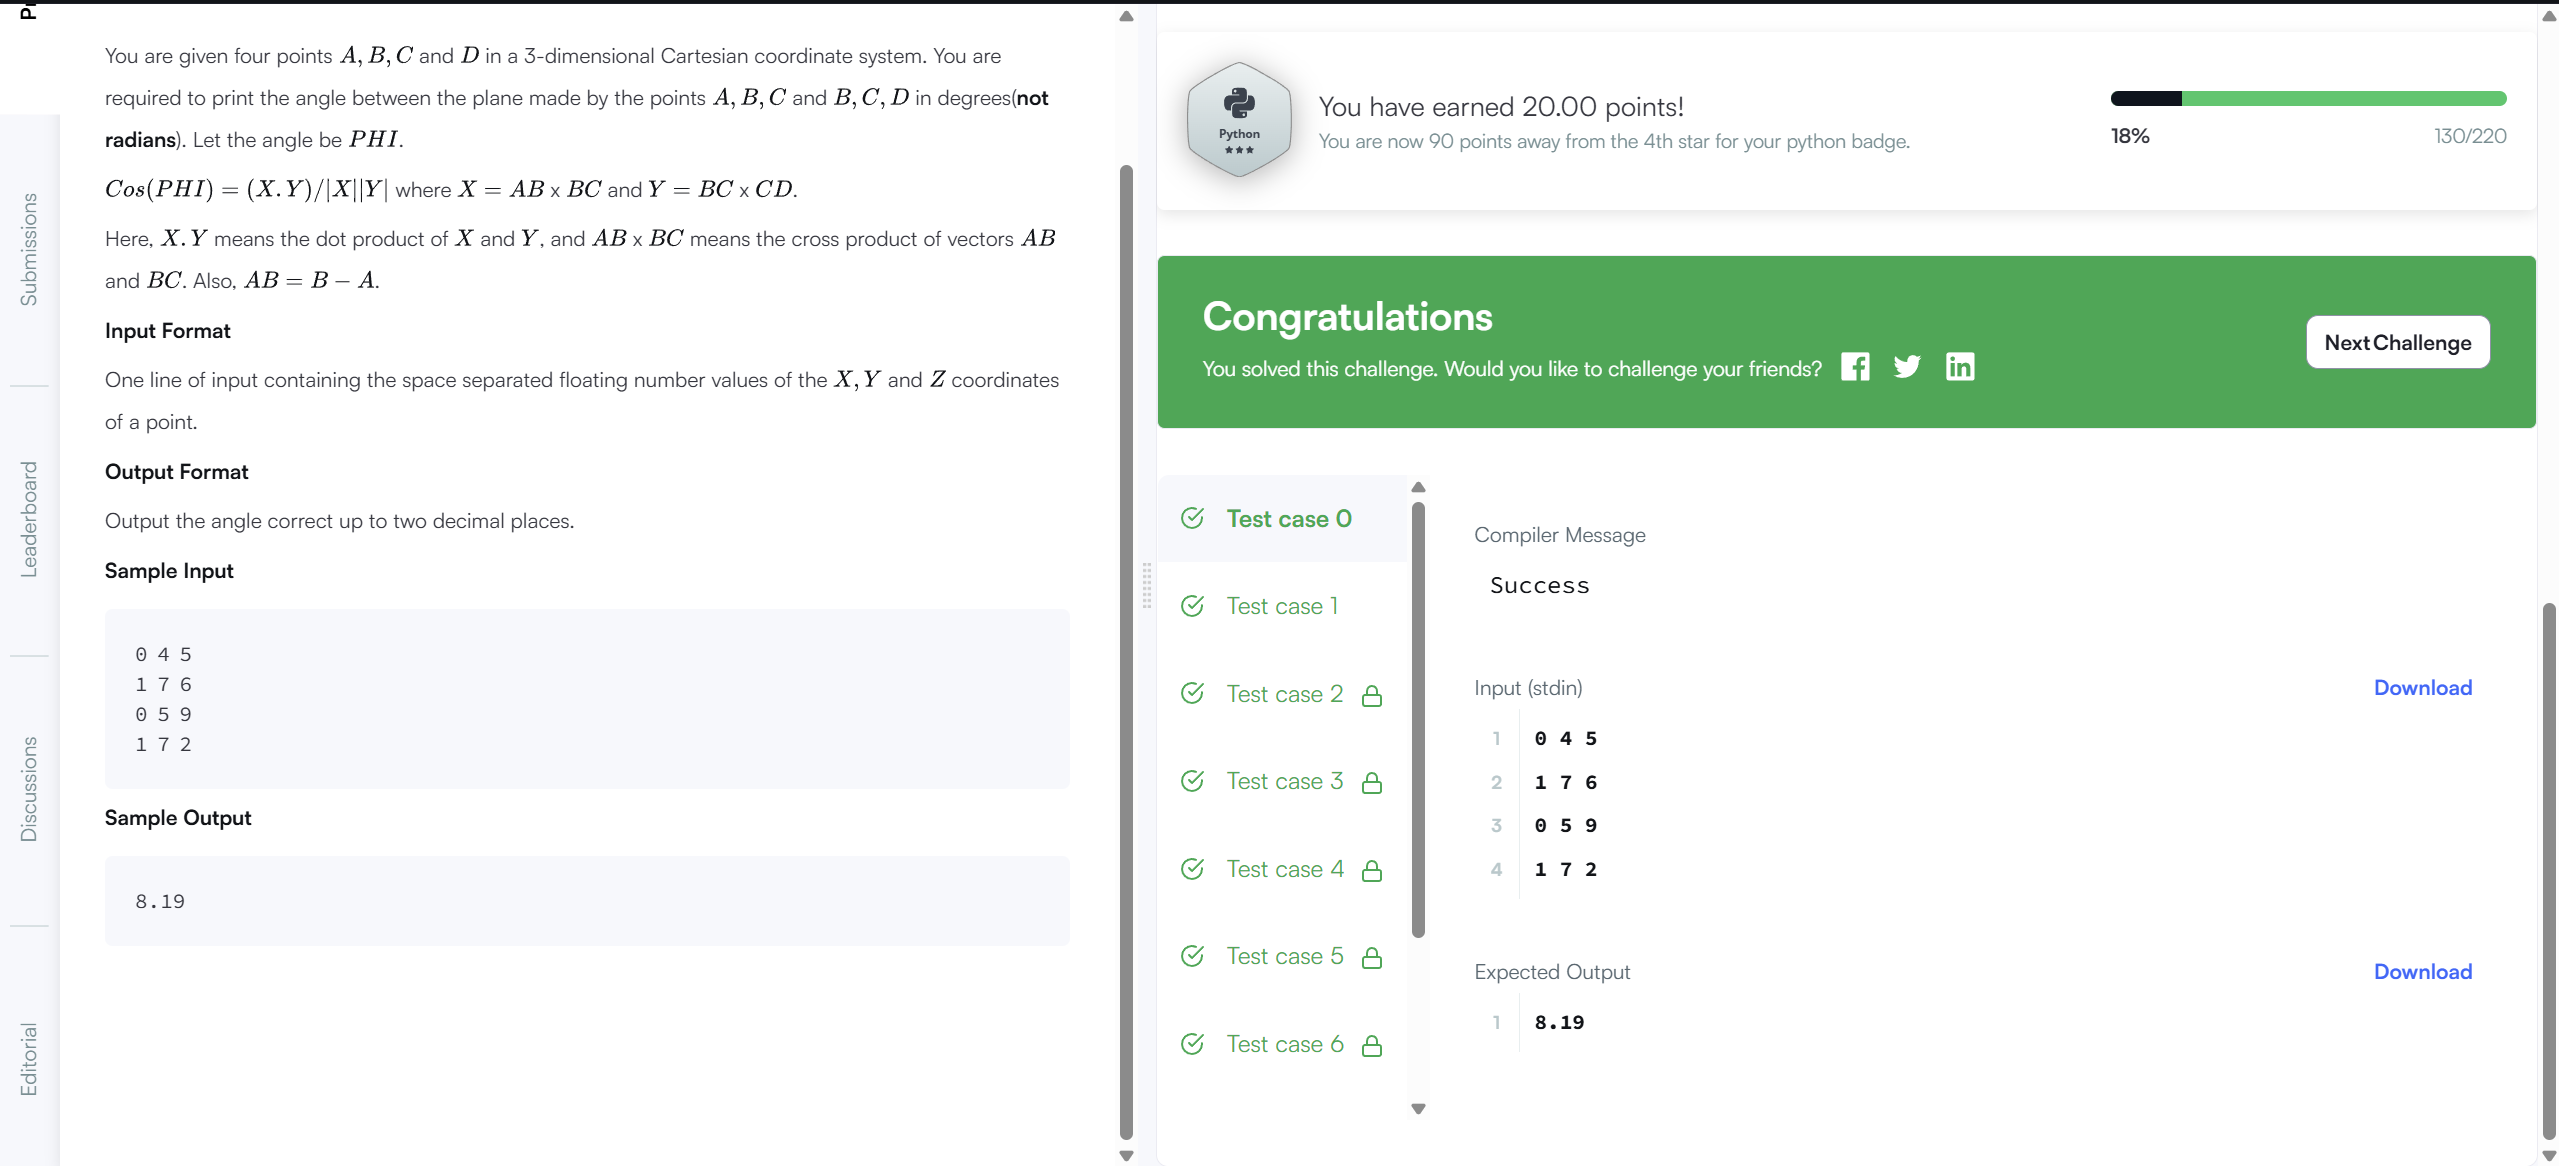 Submissions
Leaderboard
Discussions
Editorial
You are given four points A, B, C and D in a 3-dimensional Cartesian coordinate system. You are
required to print the angle between the plane made by the points A, B, C and B, C, D in degrees(not
radians). Let the angle be PHI.
Cos(PHI) = (X.Y)/|X||Y| where X = AB x BC and Y = BC x CD.
Here, X.Y means the dot product of X and Y, and AB x BC means the cross product of vectors AB
and BC. Also, AB = B − A.
Input Format
One line of input containing the space separated floating number values of the X, Y and Z coordinates
of a point.
Output Format
Output the angle correct up to two decimal places.
Sample Input
0 4 5
1 7 6
0 5 9
1 7 2
Sample Output
8.19
Python
You have earned 20.00 points!
You are now 90 points away from the 4th star for your python badge.
18%
130/220
Congratulations
You solved this challenge. Would you like to challenge your friends?
Next Challenge
Test case 0
Test case 1
Test case 2
Test case 3
Test case 4
Test case 5
Test case 6
Compiler Message
Success
Input (stdin)
Download
1 0 4 5
2 1 7 6
3 0 5 9
4 1 7 2
Expected Output
Download
1 8.19